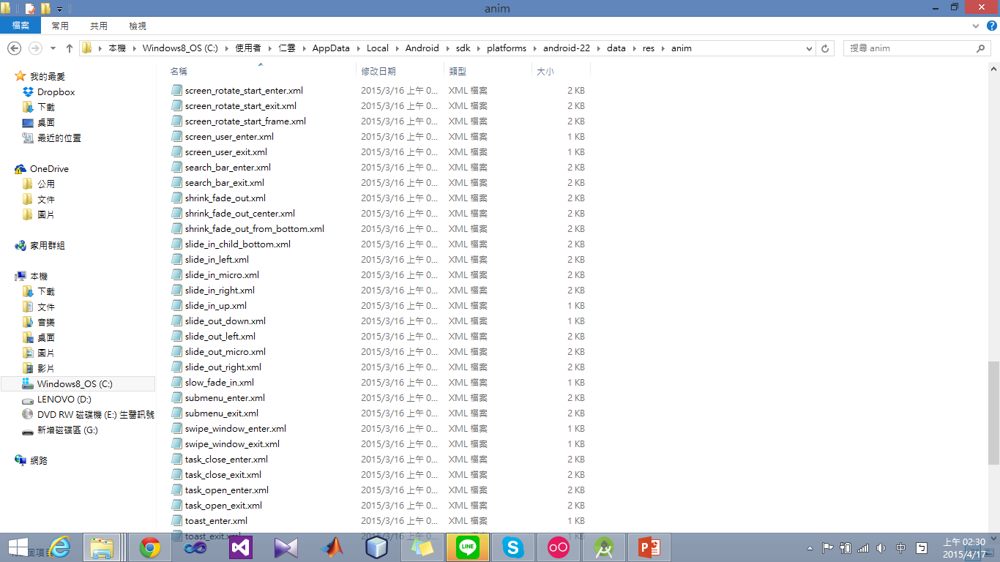 anim
檔案 常用 共用 檢視
本機 Windows8_OS (C:) 使用者 仁雲 AppData Local Android sdk platforms android-22 data res anim
搜尋 anim
我的最愛
Dropbox
下載
桌面
最近的位置
OneDrive
公用
文件
圖片
家用群組
本機
下載
文件
音樂
桌面
圖片
影片
Windows8_OS (C:)
LENOVO (D:)
DVD RW 磁碟機 (E:) 生醫訊號
新增磁碟區 (G:)
網路
名稱 修改日期 類型 大小
screen_rotate_start_enter.xml 2015/3/16 上午 0... XML 檔案 2 KB
screen_rotate_start_exit.xml 2015/3/16 上午 0... XML 檔案 2 KB
screen_rotate_start_frame.xml 2015/3/16 上午 0... XML 檔案 2 KB
screen_user_enter.xml 2015/3/16 上午 0... XML 檔案 1 KB
screen_user_exit.xml 2015/3/16 上午 0... XML 檔案 1 KB
search_bar_enter.xml 2015/3/16 上午 0... XML 檔案 2 KB
search_bar_exit.xml 2015/3/16 上午 0... XML 檔案 2 KB
shrink_fade_out.xml 2015/3/16 上午 0... XML 檔案 2 KB
shrink_fade_out_center.xml 2015/3/16 上午 0... XML 檔案 2 KB
shrink_fade_out_from_bottom.xml 2015/3/16 上午 0... XML 檔案 2 KB
slide_in_child_bottom.xml 2015/3/16 上午 0... XML 檔案 2 KB
slide_in_left.xml 2015/3/16 上午 0... XML 檔案 2 KB
slide_in_micro.xml 2015/3/16 上午 0... XML 檔案 2 KB
slide_in_right.xml 2015/3/16 上午 0... XML 檔案 2 KB
slide_in_up.xml 2015/3/16 上午 0... XML 檔案 1 KB
slide_out_down.xml 2015/3/16 上午 0... XML 檔案 1 KB
slide_out_left.xml 2015/3/16 上午 0... XML 檔案 2 KB
slide_out_micro.xml 2015/3/16 上午 0... XML 檔案 2 KB
slide_out_right.xml 2015/3/16 上午 0... XML 檔案 2 KB
slow_fade_in.xml 2015/3/16 上午 0... XML 檔案 1 KB
submenu_enter.xml 2015/3/16 上午 0... XML 檔案 2 KB
submenu_exit.xml 2015/3/16 上午 0... XML 檔案 2 KB
swipe_window_enter.xml 2015/3/16 上午 0... XML 檔案 1 KB
swipe_window_exit.xml 2015/3/16 上午 0... XML 檔案 1 KB
task_close_enter.xml 2015/3/16 上午 0... XML 檔案 2 KB
task_close_exit.xml 2015/3/16 上午 0... XML 檔案 2 KB
task_open_enter.xml 2015/3/16 上午 0... XML 檔案 2 KB
task_open_exit.xml 2015/3/16 上午 0... XML 檔案 2 KB
toast_enter.xml 2015/3/16 上午 0... XML 檔案 1 KB
toast_exit.xml 2015/3/16 上午 0... XML 檔案 1 KB
LINE
中
上午 02:30
2015/4/17